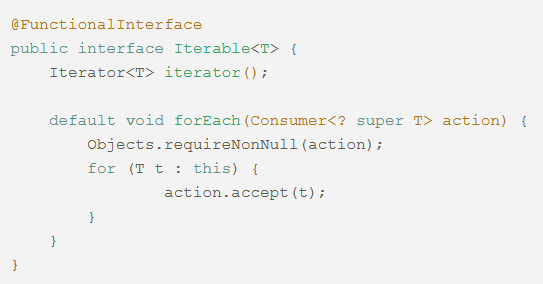 @FunctionalInterface
public interface Iterable<T> {
    Iterator<T> iterator();

    default void forEach(Consumer<? super T> action) {
        Objects.requireNonNull(action);
        for (T t : this) {
                action.accept(t);
        }
    }
}